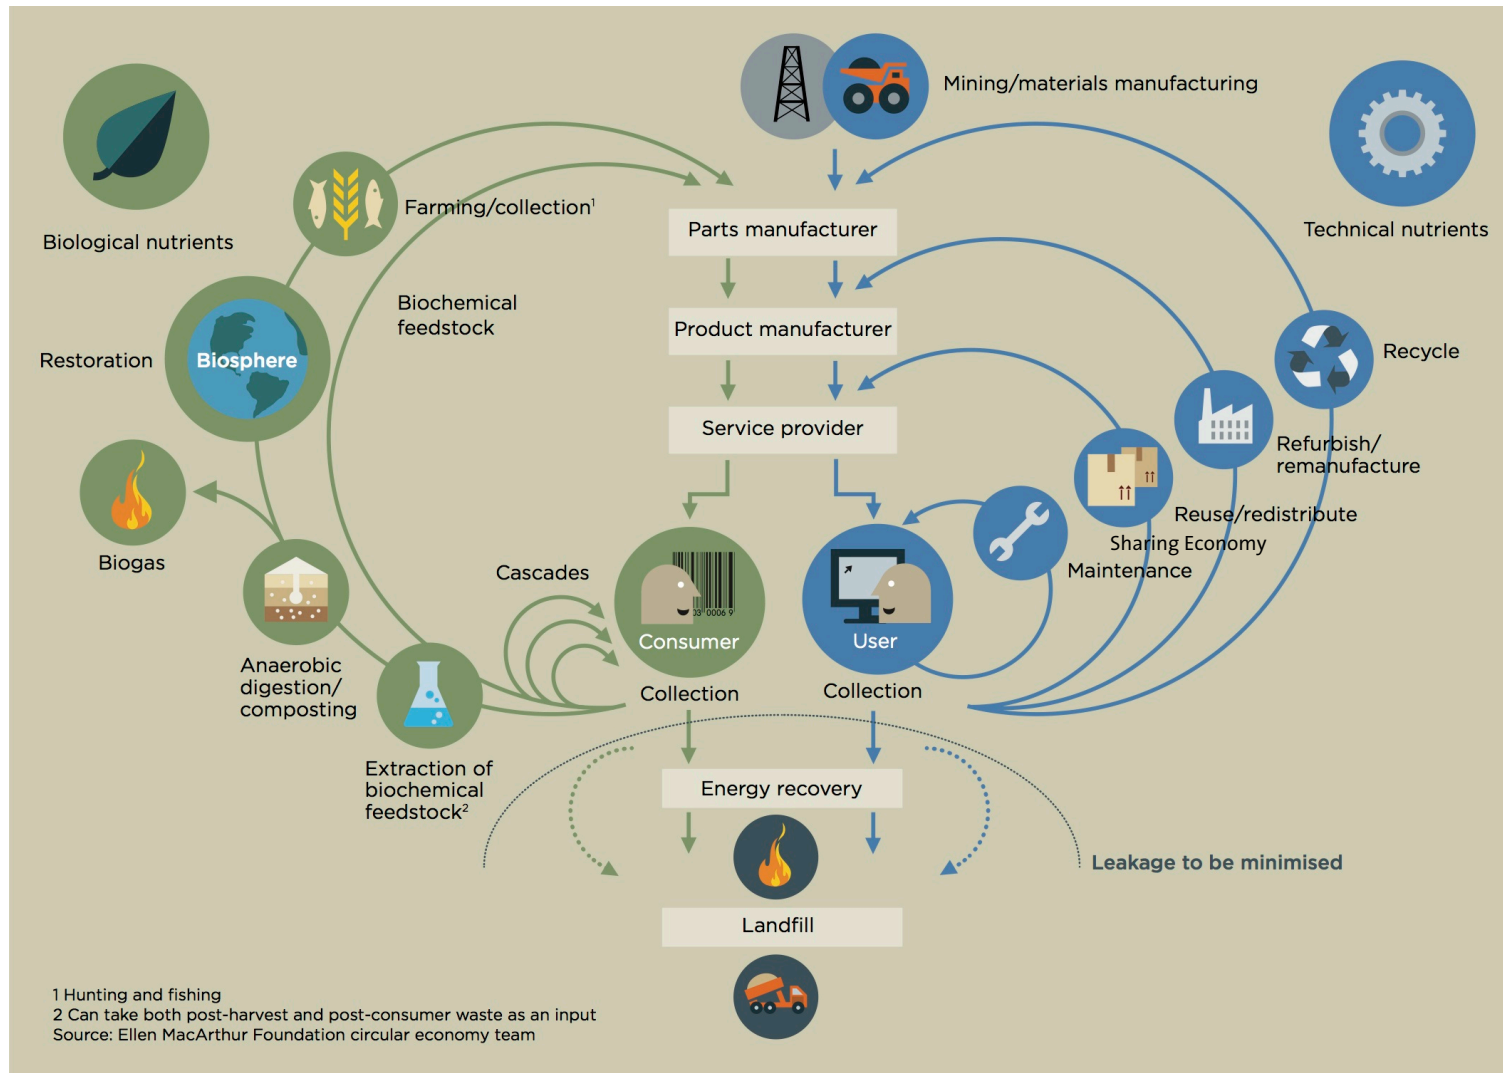 Mining/materials manufacturing
Biological nutrients
Technical nutrients
Farming/collection¹
Parts manufacturer
Biochemical
feedstock
Product manufacturer
Restoration
Biosphere
Recycle
Service provider
Refurbish/
remanufacture
Reuse/redistribute
Sharing Economy
Maintenance
Biogas
Cascades
03 0006 9
Consumer
User
Anaerobic
digestion/
composting
Collection
Collection
Extraction of
biochemical
feedstock²
Energy recovery
Leakage to be minimised
Landfill
1 Hunting and fishing
2 Can take both post-harvest and post-consumer waste as an input
Source: Ellen MacArthur Foundation circular economy team